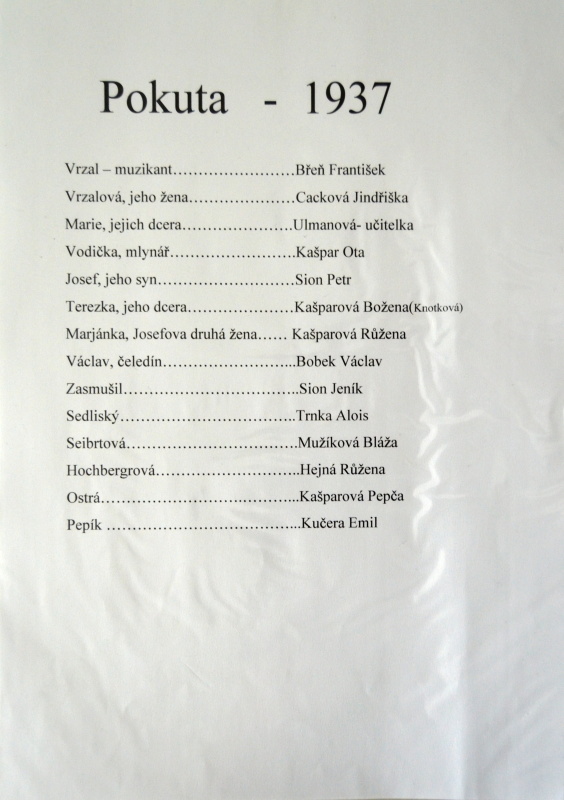 Pokuta - 1937
Vrzal – muzikant……………………Břeň František
Vrzalová, jeho žena…………………Cacková Jindřiška
Marie, jejich dcera………………….Ulmanová- učitelka
Vodička, mlynář…………………….Kašpar Ota
Josef, jeho syn………………………Sion Petr
Terezka, jeho dcera…………………Kašparová Božena(Knotková)
Marjánka, Josefova druhá žena…… Kašparová Růžena
Václav, čeledín……………………...Bobek Václav
Zasmušil……………………………..Sion Jeník
Sedliský……………………………..Trnka Alois
Seibrtová…………………………….Mužíková Bláža
Hochbergrová………………………..Hejná Růžena
Ostrá……………………….………...Kašparová Pepča
Pepík ………………………………...Kučera Emil